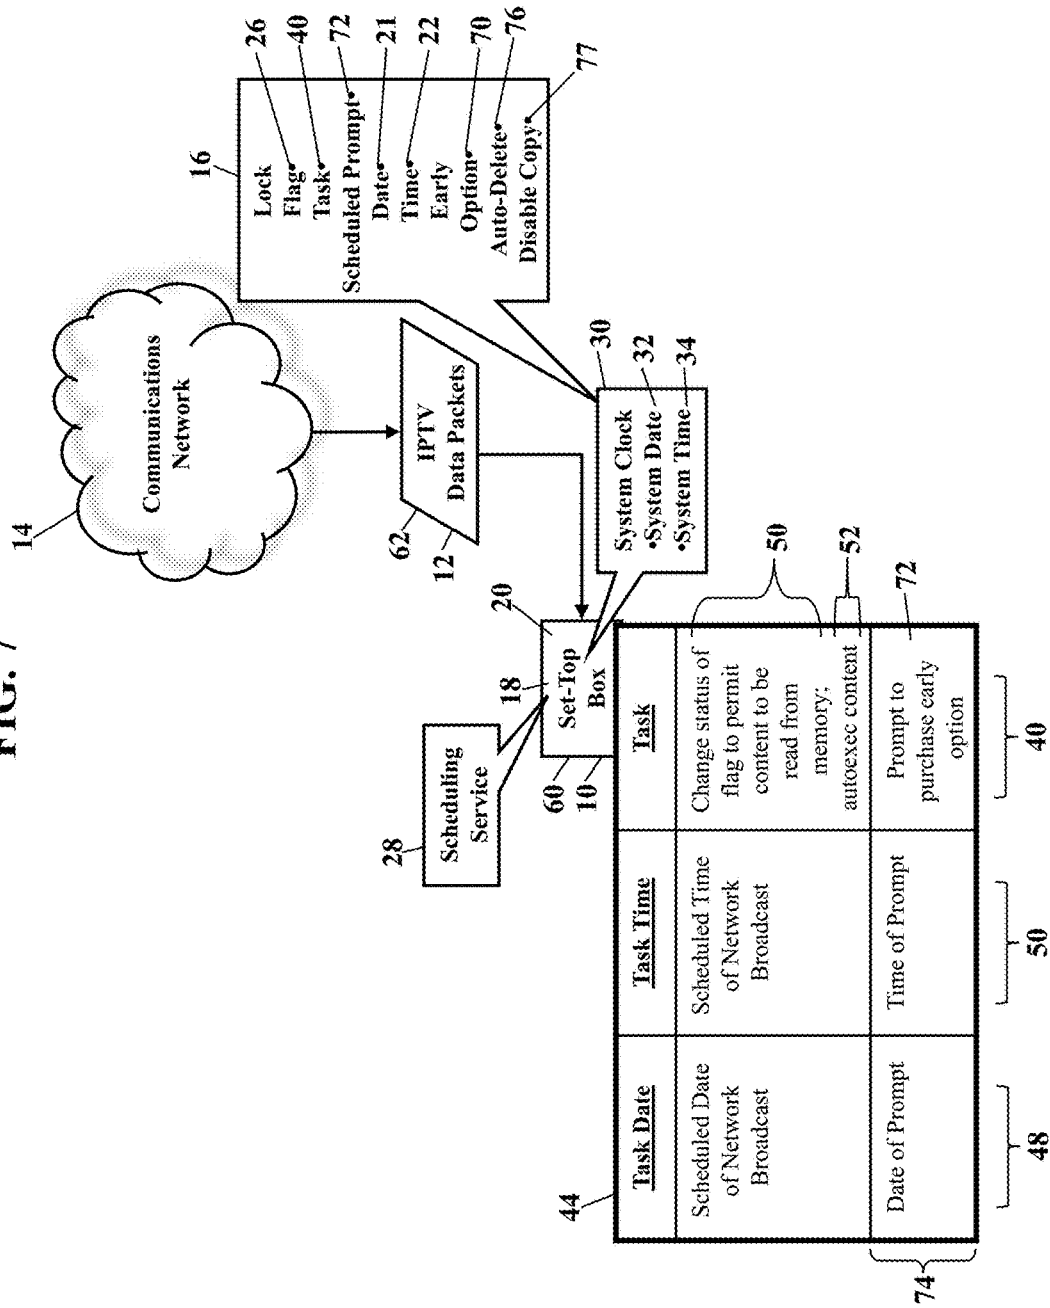 FIG. 7
14
Communications
Network
16
Lock
Flag•
Task•
Scheduled Prompt•
Date•
Time•
Early
Option•
Auto-Delete•
Disable Copy•
26
40
72
21
22
70
76
77
62
12
IPTV
Data Packets
28
Scheduling
Service
18
20
Set-Top
Box
60
10
30
System Clock
•System Date
•System Time
32
34
44
Task Date
Task Time
Task
Scheduled Date
of Network
Broadcast
Scheduled Time
of Network
Broadcast
Change status of
flag to permit
content to be
read from
memory;
autoexec content
50
52
Date of Prompt
Time of Prompt
Prompt to
purchase early
option
72
74
48
50
40